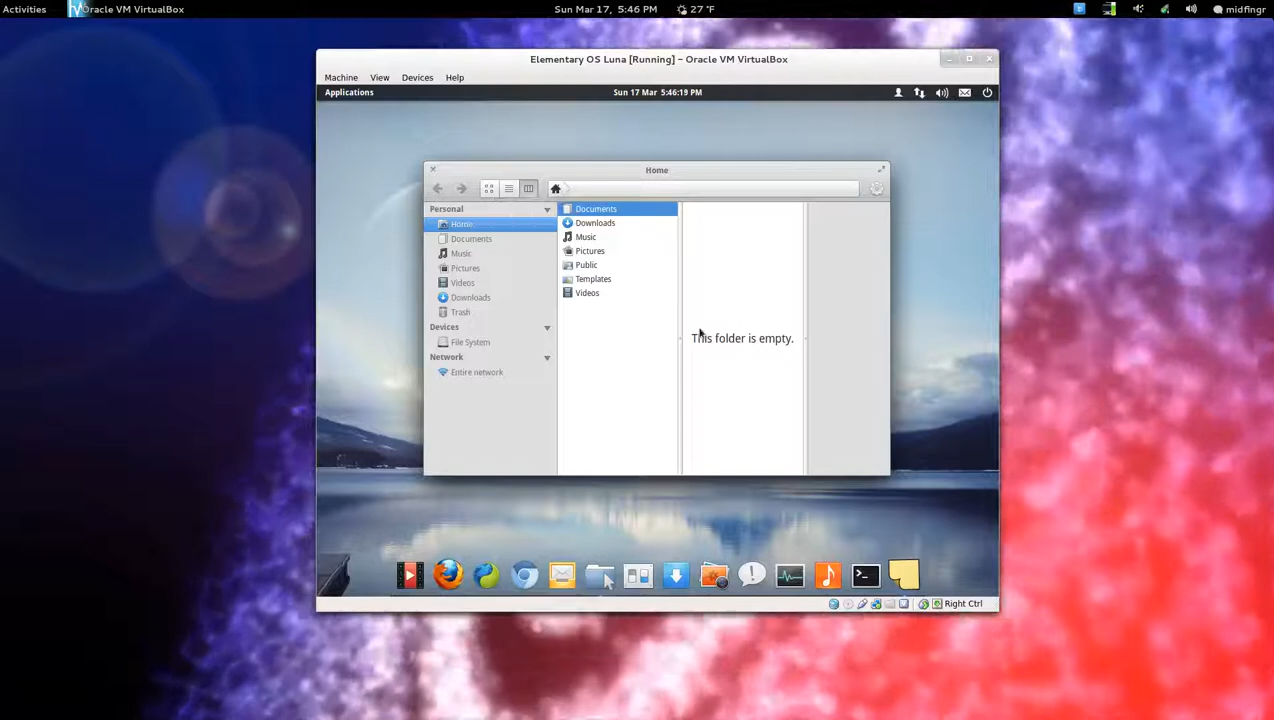 Activities
Oracle VM VirtualBox
Sun Mar 17, 5:46 PM
27 °F
midfingr
Elementary OS Luna [Running] – Oracle VM VirtualBox
Machine View Devices Help
Applications
Sun 17 Mar 5:46:19 PM
Home
Personal
Home
Documents
Music
Pictures
Videos
Downloads
Trash
Devices
File System
Network
Entire network
Documents
Downloads
Music
Pictures
Public
Templates
Videos
This folder is empty.
Right Ctrl